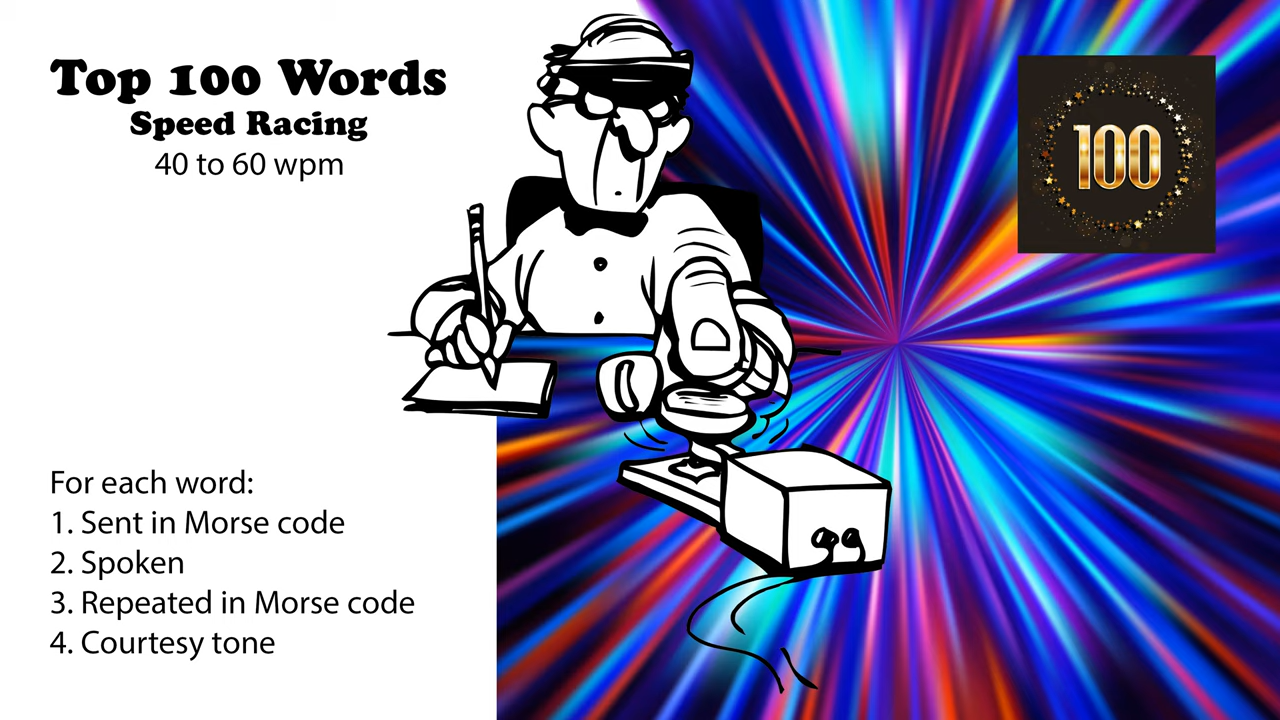 Top 100 Words
Speed Racing
40 to 60 wpm
100
For each word:
1. Sent in Morse code
2. Spoken
3. Repeated in Morse code
4. Courtesy tone